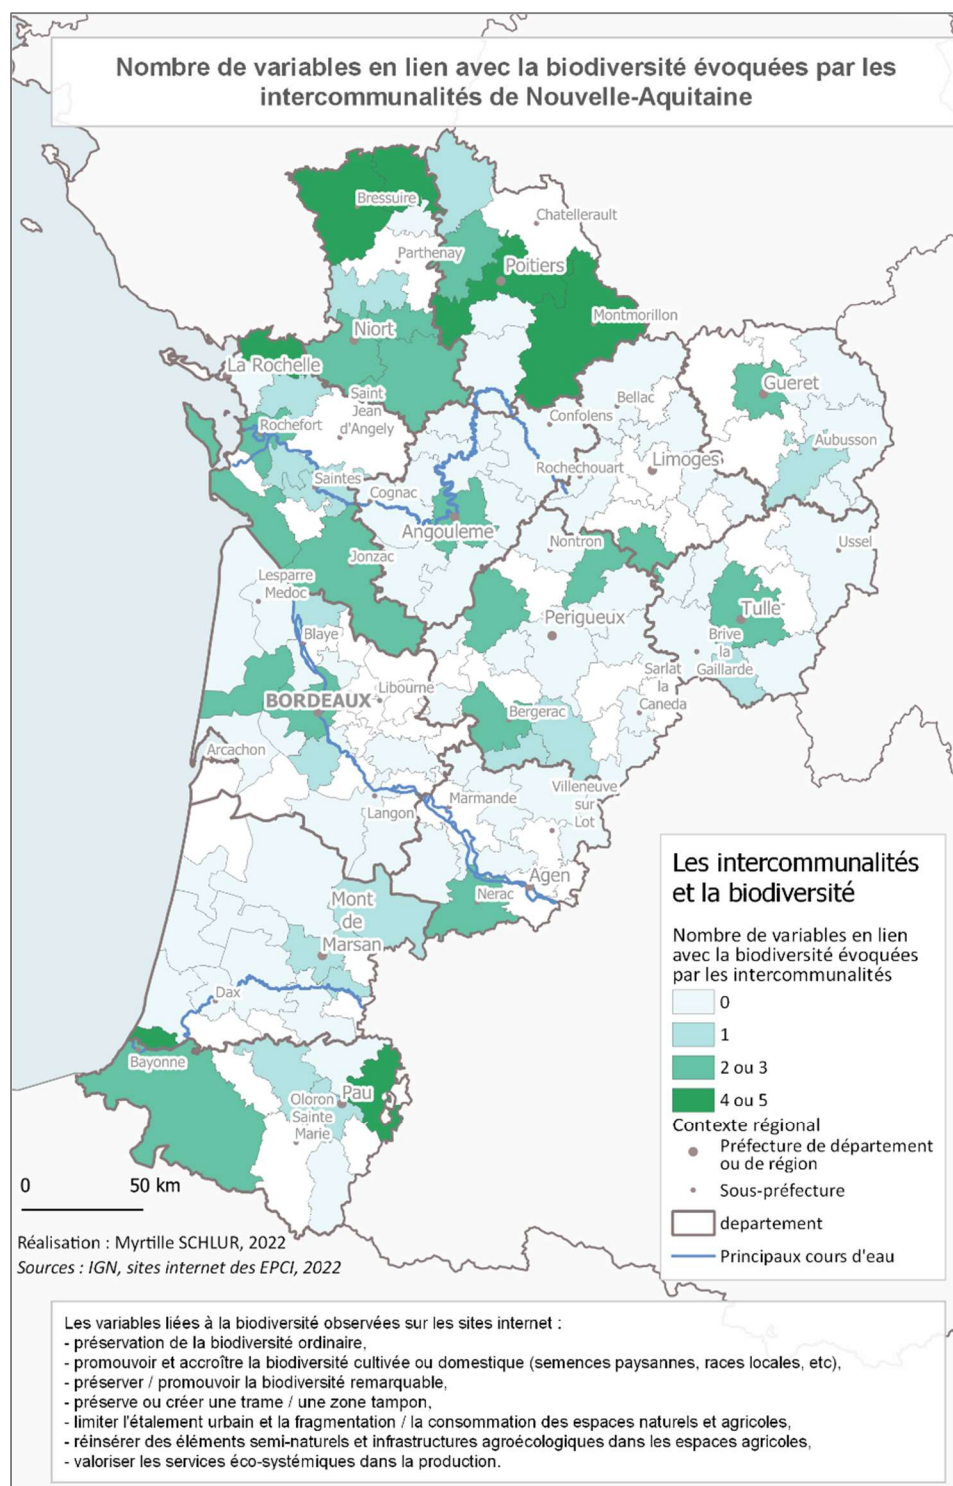 Nombre de variables en lien avec la biodiversité évoquées par les
intercommunalités de Nouvelle-Aquitaine
Bressuire
Chatellerault
Parthenay
Poitiers
Montmorillon
Niort
La Rochelle
Gueret
Saint
Jean
d'Angely
Bellac
Confolens
Rochefort
Aubusson
Limoges
Rochechouart
Saintes
Cognac
Angouleme
Ussel
Nontron
Jonzac
Lesparre
Medoc
Tulle
Perigueux
Blaye
Brive
la
Gaillarde
Sarlat
la
Caneda
Libourne
BORDEAUX
Bergerac
Arcachon
Villeneuve
sur
Lot
Marmande
Langon
Agen
Nerac
Mont
de
Marsan
Dax
Bayonne
Pau
Oloron
Sainte
Marie
Les intercommunalités
et la biodiversité
Nombre de variables en lien
avec la biodiversité évoquées
par les intercommunalités
0
1
2 ou 3
4 ou 5
Contexte régional
Préfecture de département
ou de région
Sous-préfecture
departement
Principaux cours d'eau
0 50 km
Réalisation : Myrtille SCHLUR, 2022
Sources : IGN, sites internet des EPCI, 2022
Les variables liées à la biodiversité observées sur les sites internet :
- préservation de la biodiversité ordinaire,
- promouvoir et accroître la biodiversité cultivée ou domestique (semences paysannes, races locales, etc),
- préserver / promouvoir la biodiversité remarquable,
- préserve ou créer une trame / une zone tampon,
- limiter l'étalement urbain et la fragmentation / la consommation des espaces naturels et agricoles,
- réinsérer des éléments semi-naturels et infrastructures agroécologiques dans les espaces agricoles,
- valoriser les services éco-systémiques dans la production.